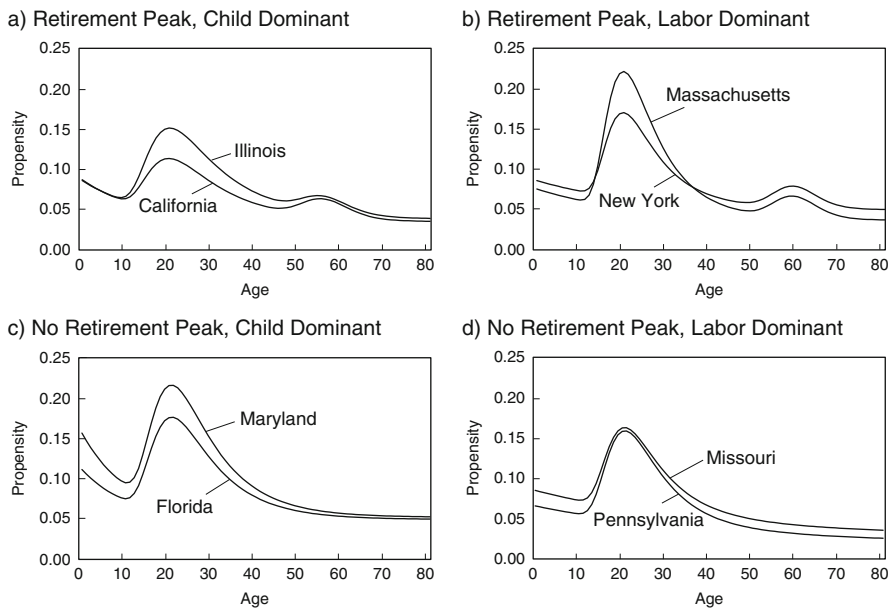 a) Retirement Peak, Child Dominant
0.25
0.20
0.15
0.10
0.05
0.00
Propensity
Illinois
California
0 10 20 30 40 50 60 70 80
Age
b) Retirement Peak, Labor Dominant
0.25
0.20
0.15
0.10
0.05
0.00
Propensity
Massachusetts
New York
0 10 20 30 40 50 60 70 80
Age
c) No Retirement Peak, Child Dominant
0.25
0.20
0.15
0.10
0.05
0.00
Propensity
Maryland
Florida
0 10 20 30 40 50 60 70 80
Age
d) No Retirement Peak, Labor Dominant
0.25
0.20
0.15
0.10
0.05
0.00
Propensity
Missouri
Pennsylvania
0 10 20 30 40 50 60 70 80
Age